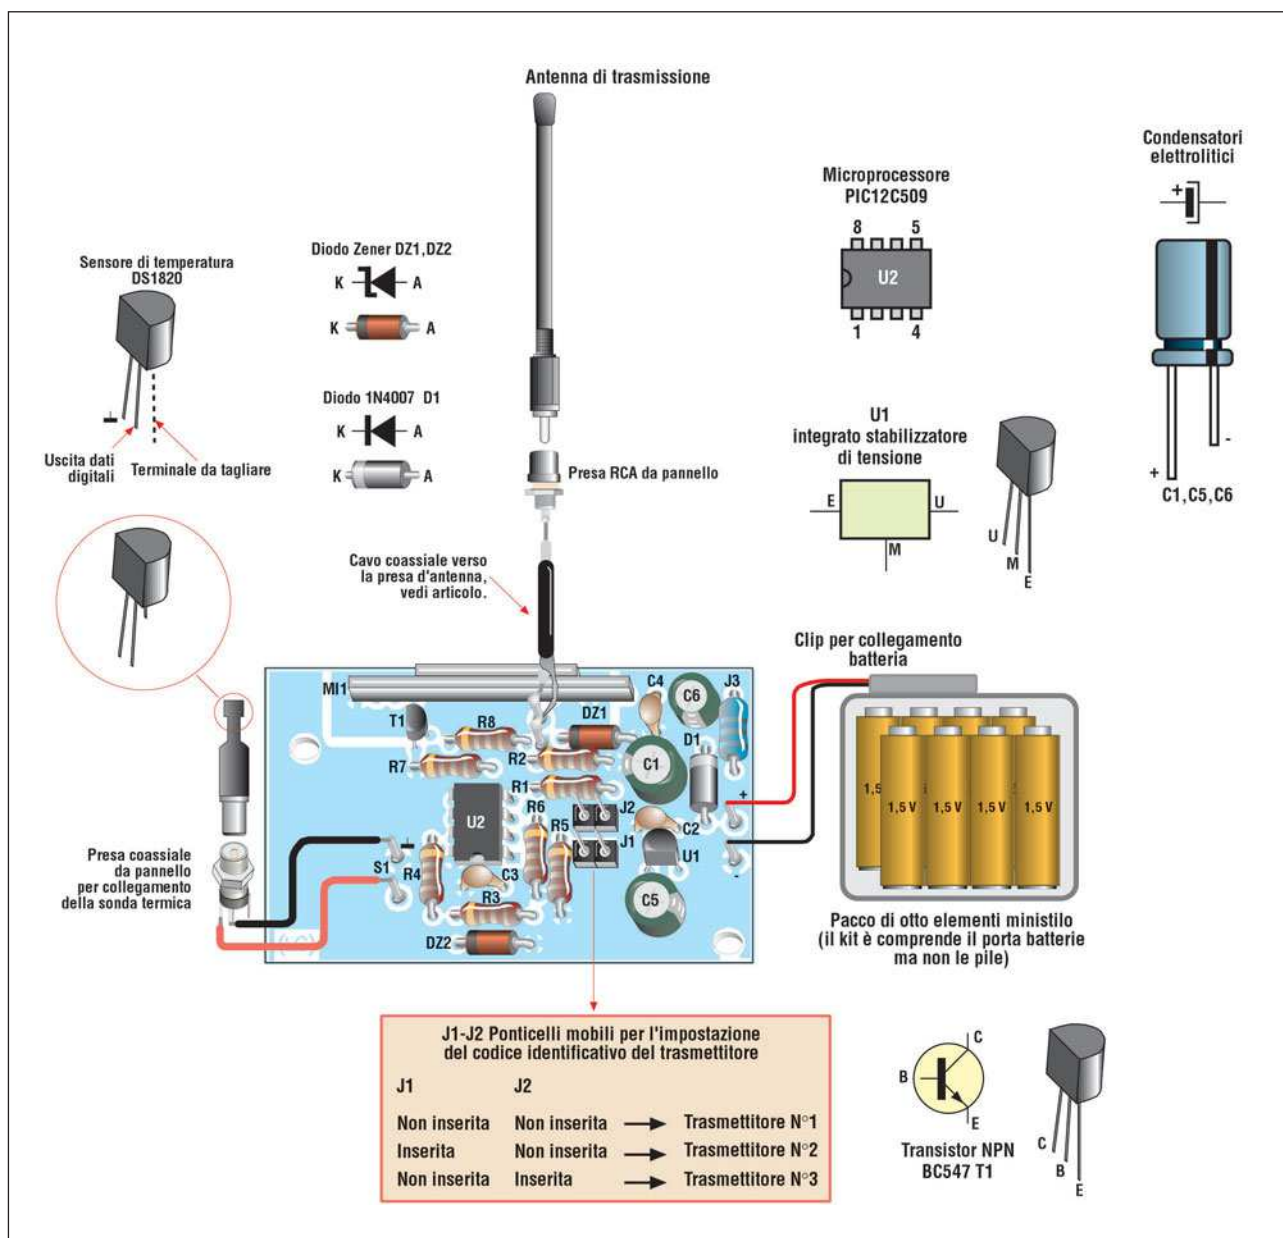 Antenna di trasmissione
Condensatori
elettrolitici
+
-
+
C1,C5,C6
Microprocessore
PIC12C509
8 5
U2
1 4
Diodo Zener DZ1,DZ2
K A
K A
Sensore di temperatura
DS1820
Uscita dati
digitali
Terminale da tagliare
Diodo 1N4007 D1
K A
K A
Presa RCA da pannello
U1
integrato stabilizzatore
di tensione
E U
M
U
M
E
Cavo coassiale verso
la presa d'antenna,
vedi articolo.
Clip per collegamento
batteria
MI1
T1
R8
R7
DZ1
R2
R1
C4
C6
J3
D1
C1
U2
R6
R5
J2
J1
C2
U1
+
-
S1
R4
C3
R3
DZ2
C5
1,5
1,5 V
1,5 V
1,5 V
1,5 V
Presa coassiale
da pannello
per collegamento
della sonda termica
Pacco di otto elementi ministilo
(il kit è comprende il porta batterie
ma non le pile)
J1-J2 Ponticelli mobili per l'impostazione
del codice identificativo del trasmettitore
J1 J2
Non inserita Non inserita → Trasmettitore N°1
Inserita Non inserita → Trasmettitore N°2
Non inserita Inserita → Trasmettitore N°3
C
B
E
Transistor NPN
BC547 T1
C
B
E